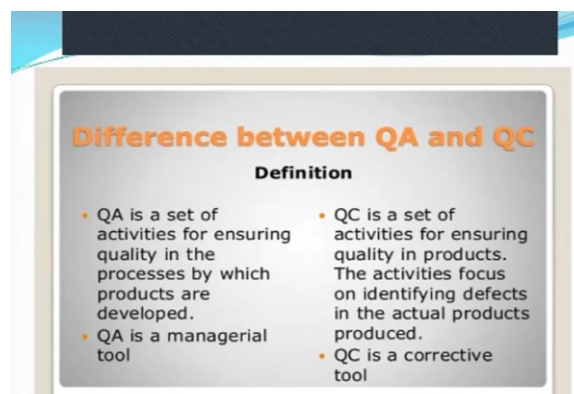 Difference between QA and QC
Definition
• QA is a set of
activities for ensuring
quality in the
processes by which
products are
developed.
• QA is a managerial
tool
• QC is a set of
activities for ensuring
quality in products.
The activities focus
on identifying defects
in the actual products
produced.
• QC is a corrective
tool